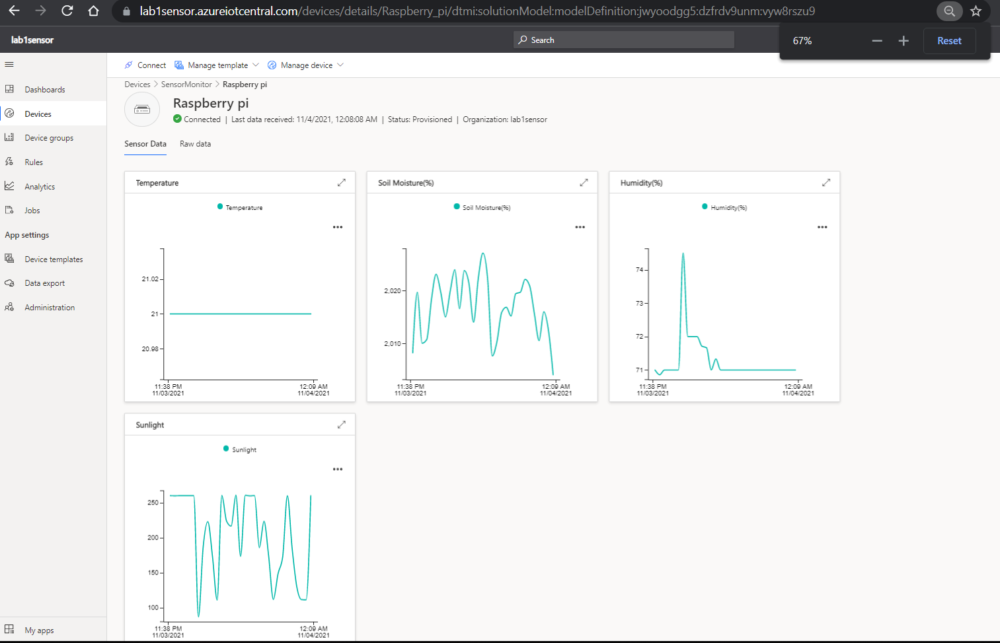 lab1sensor.azureiotcentral.com/devices/details/Raspberry_pi/dtmi:solutionModel:modelDefinition:jwyoodgg5:dzfrdv9unm:vyw8rszu9
67% Reset
lab1sensor
Search
Connect Manage template Manage device
Dashboards
Devices
Device groups
Rules
Analytics
Jobs
App settings
Device templates
Data export
Administration
My apps
Devices > SensorMonitor > Raspberry pi
Raspberry pi
Connected | Last data received: 11/4/2021, 12:08:08 AM | Status: Provisioned | Organization: lab1sensor
Sensor Data Raw data
Temperature
Temperature
21.02
21
20.98
11:38 PM 12:09 AM
11/03/2021 11/04/2021
Soil Moisture(%)
Soil Moisture(%)
2,020
2,010
11:38 PM 12:09 AM
11/03/2021 11/04/2021
Humidity(%)
Humidity(%)
74
73
72
71
11:38 PM 12:09 AM
11/03/2021 11/04/2021
Sunlight
Sunlight
250
200
150
100
11:38 PM 12:09 AM
11/03/2021 11/04/2021